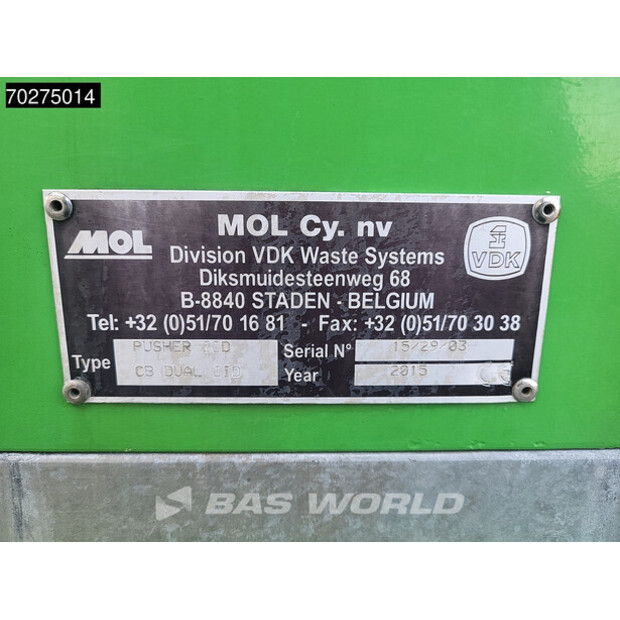 70275014
MOL
MOL Cy. nv
VDK
Division VDK Waste Systems
Diksmuidesteenweg 68
B-8840 STADEN - BELGIUM
Tel: +32 (0)51/70 16 81 - Fax: +32 (0)51/70 30 38
Type PUSHER Serial N° 15/29/03
CB DUAL Year 2015
BAS WORLD